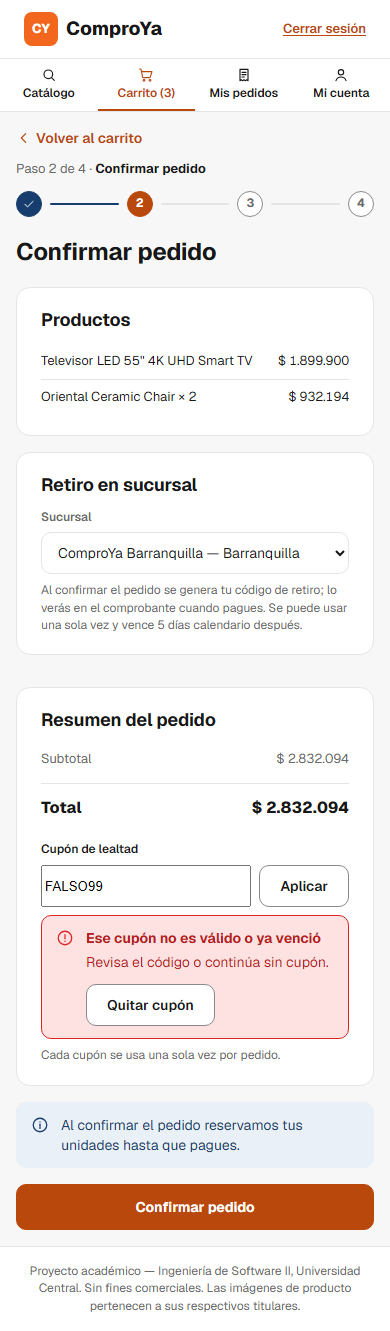 CY ComproYa
Cerrar sesión
Catálogo
Carrito (3)
Mis pedidos
Mi cuenta
Volver al carrito
Paso 2 de 4 · Confirmar pedido
2
3
4
Confirmar pedido
Productos
Televisor LED 55" 4K UHD Smart TV $ 1.899.900
Oriental Ceramic Chair × 2 $ 932.194
Retiro en sucursal
Sucursal
ComproYa Barranquilla — Barranquilla
Al confirmar el pedido se genera tu código de retiro; lo
verás en el comprobante cuando pagues. Se puede usar
una sola vez y vence 5 días calendario después.
Resumen del pedido
Subtotal $ 2.832.094
Total $ 2.832.094
Cupón de lealtad
FALSO99
Aplicar
Ese cupón no es válido o ya venció
Revisa el código o continúa sin cupón.
Quitar cupón
Cada cupón se usa una sola vez por pedido.
Al confirmar el pedido reservamos tus
unidades hasta que pagues.
Confirmar pedido
Proyecto académico — Ingeniería de Software II, Universidad
Central. Sin fines comerciales. Las imágenes de producto
pertenecen a sus respectivos titulares.